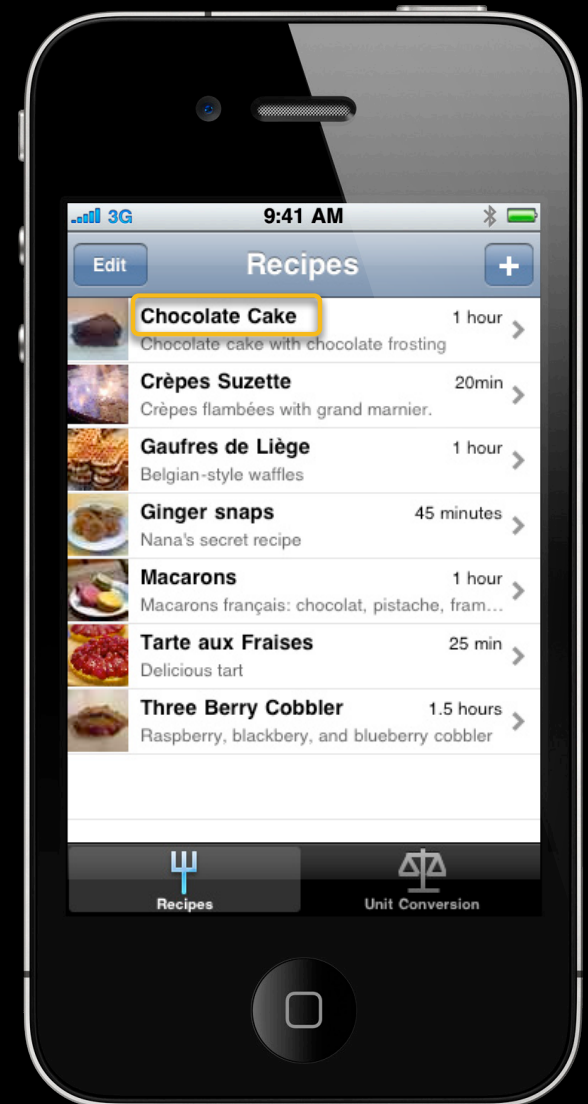 3G 9:41 AM
Edit Recipes +
Chocolate Cake 1 hour
Chocolate cake with chocolate frosting
Crèpes Suzette 20min
Crèpes flambées with grand marnier.
Gaufres de Liège 1 hour
Belgian-style waffles
Ginger snaps 45 minutes
Nana's secret recipe
Macarons 1 hour
Macarons français: chocolat, pistache, fram...
Tarte aux Fraises 25 min
Delicious tart
Three Berry Cobbler 1.5 hours
Raspberry, blackbery, and blueberry cobbler
Recipes Unit Conversion